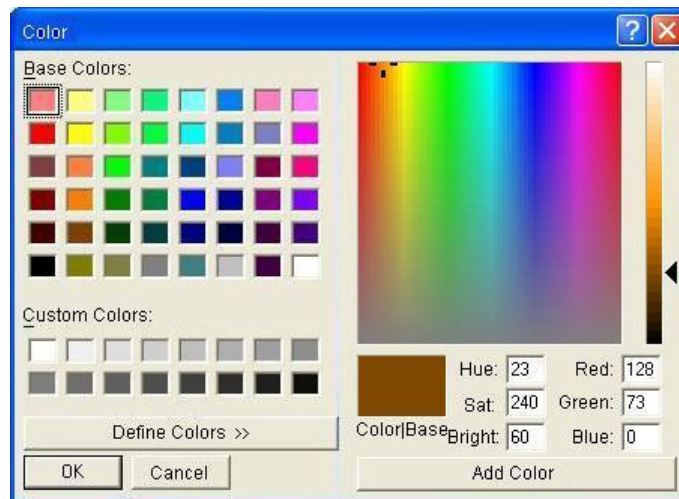 Color
Base Colors:
Custom Colors:
Define Colors >>
OK Cancel
Hue: 23 Red: 128
Sat: 240 Green: 73
Color|Base Bright: 60 Blue: 0
Add Color